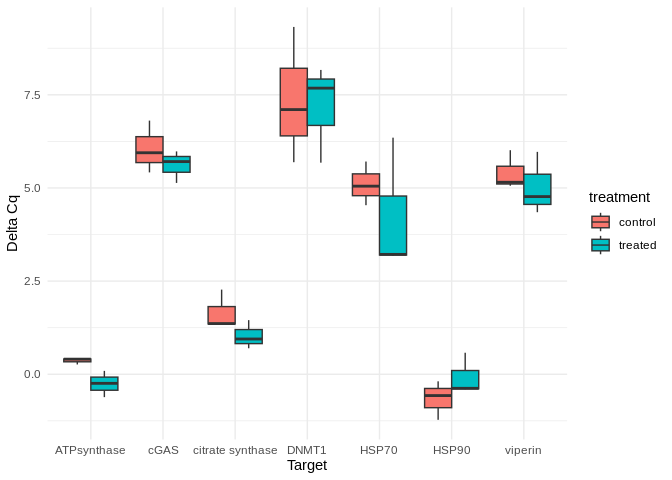 Delta Cq
7.5
5.0
2.5
0.0
ATPsynthase cGAS citrate synthase DNMT1 HSP70 HSP90 viperin
Target
treatment
control
treated